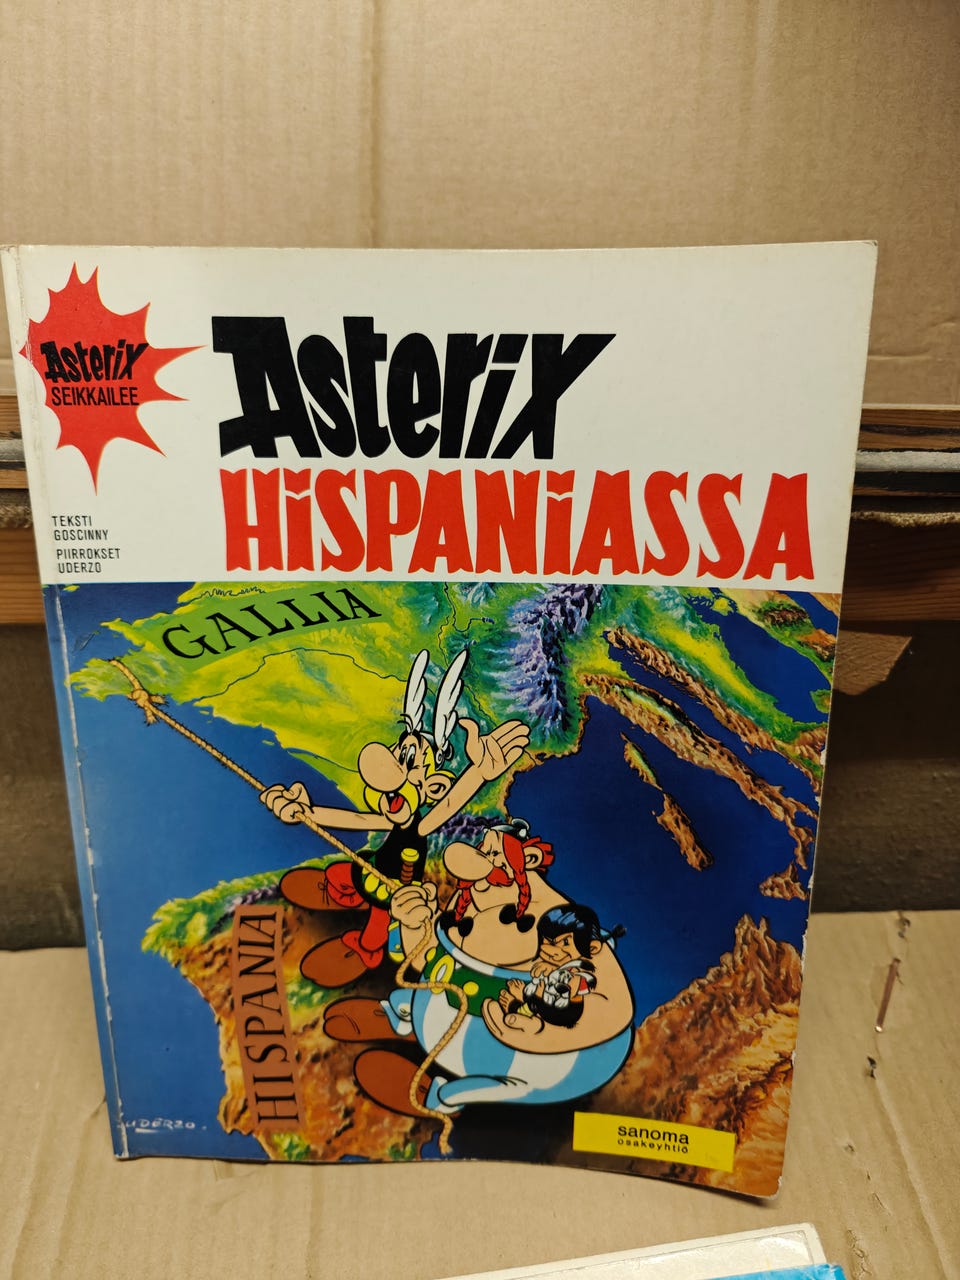 Asterix
SEIKKAILEE
Asterix
HiSPANiASSA
TEKSTI
GOSCINNY
PIIRROKSET
UDERZO
GALLIA
HISPANIA
UDERZO.
sanoma
osakeyhtiö